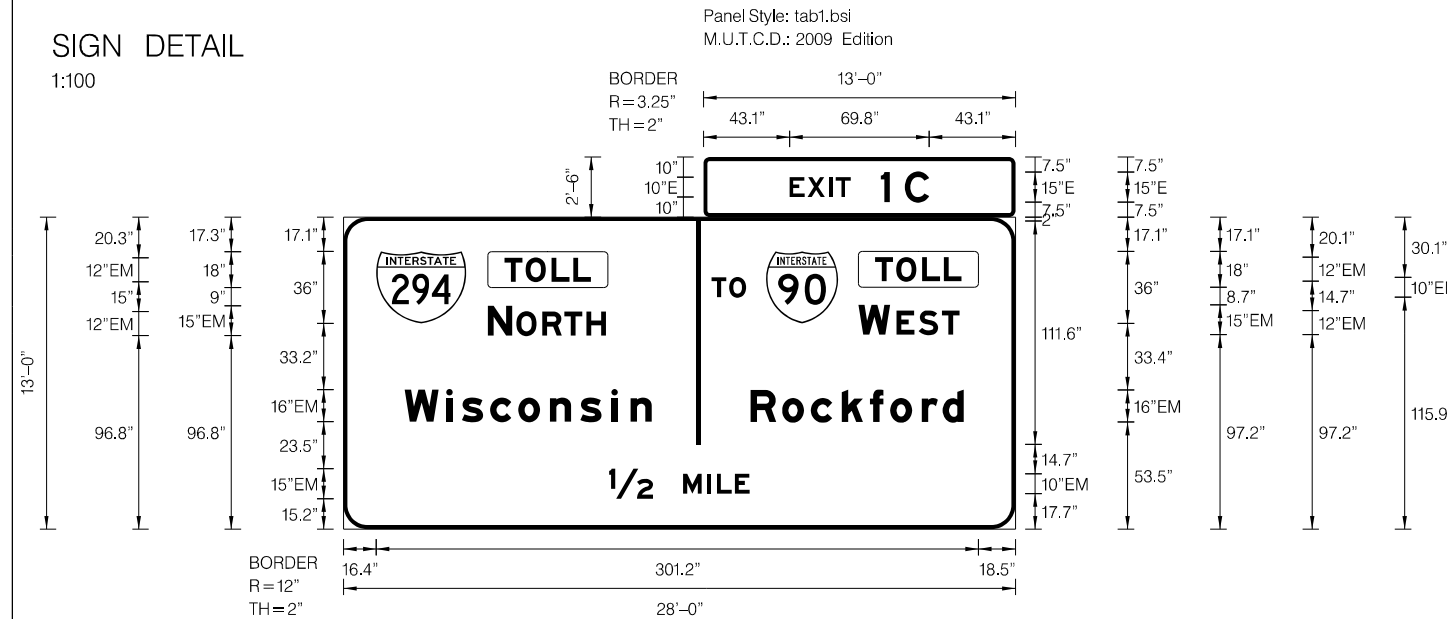 Panel Style: tab1.bsi
M.U.T.C.D.: 2009 Edition
SIGN DETAIL
1:100
BORDER
R=3.25"
TH=2"
13'-0"
43.1" 69.8" 43.1"
2'-6"
10"
10"E
10"
EXIT 1C
7.5"
15"E
7.5"
2"
7.5"
15"E
7.5"
13'-0"
20.3"
12"EM
15"
12"EM
96.8"
17.3"
18"
9"
15"EM
96.8"
17.1"
36"
33.2"
16"EM
23.5"
15"EM
15.2"
INTERSTATE
294
TOLL
NORTH
Wisconsin
TO
INTERSTATE
90
TOLL
WEST
Rockford
1/2 MILE
111.6"
14.7"
10"EM
17.7"
17.1"
36"
33.4"
16"EM
53.5"
17.1"
18"
8.7"
15"EM
97.2"
20.1"
12"EM
14.7"
12"EM
97.2"
30.1"
115.9
BORDER
R=12"
TH=2"
16.4" 301.2" 18.5"
28'-0"